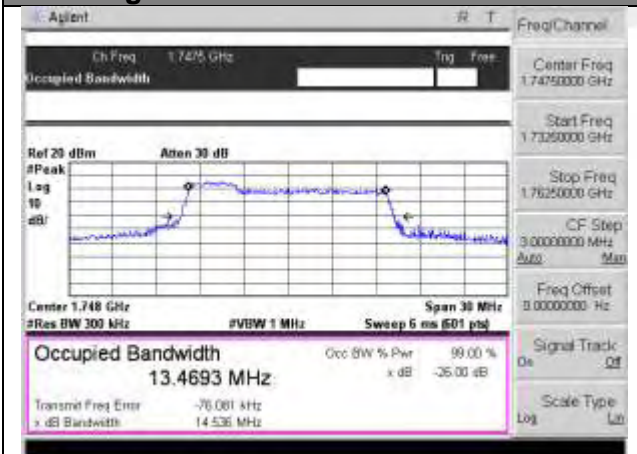 Agilent R T
Ch Freq 1.7475 GHz Trig Free
Occupied Bandwidth
Ref 20 dBm Atten 30 dB
#Peak
Log
10
dB/
Center 1.748 GHz Span 30 MHz
#Res BW 300 kHz #VBW 1 MHz Sweep 6 ms (601 pts)
Occupied Bandwidth Occ BW % Pwr 99.00 %
13.4693 MHz x dB -26.00 dB
Transmit Freq Error -76.081 kHz
x dB Bandwidth 14.536 MHz
Freq/Channel
Center Freq
1.74750000 GHz
Start Freq
1.73250000 GHz
Stop Freq
1.76250000 GHz
CF Step
3.00000000 MHz
Auto Man
Freq Offset
0.00000000 Hz
Signal Track
On Off
Scale Type
Log Lin